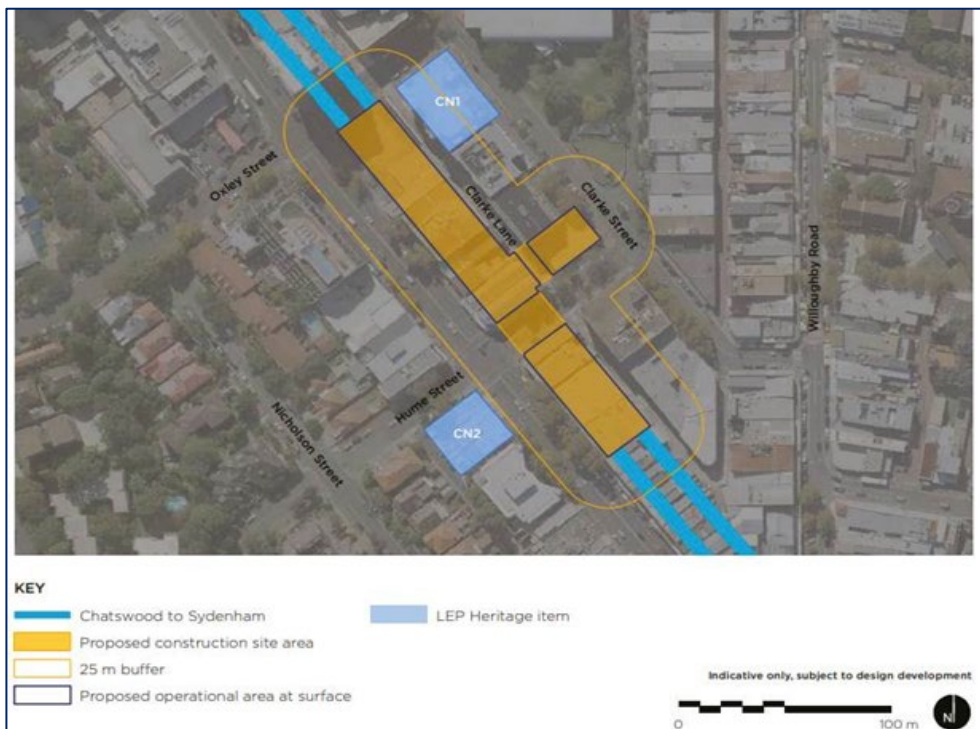 CN1
Oxley Street
Clarke Lane
Clarke Street
Willoughby Road
Hume Street
Nicholson Street
CN2
KEY
Chatswood to Sydenham
LEP Heritage item
Proposed construction site area
25 m buffer
Proposed operational area at surface
Indicative only, subject to design development
0
100 m
N